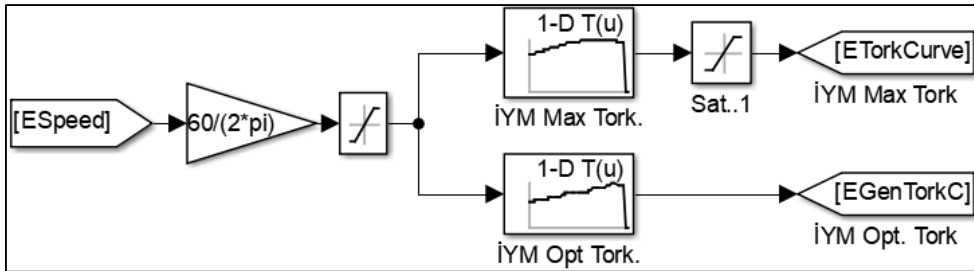 [ESpeed]
60/(2*pi)
1-D T(u)
İYM Max Tork.
Sat..1
[ETorkCurve]
İYM Max Tork
1-D T(u)
İYM Opt Tork.
[EGenTorkC]
İYM Opt. Tork